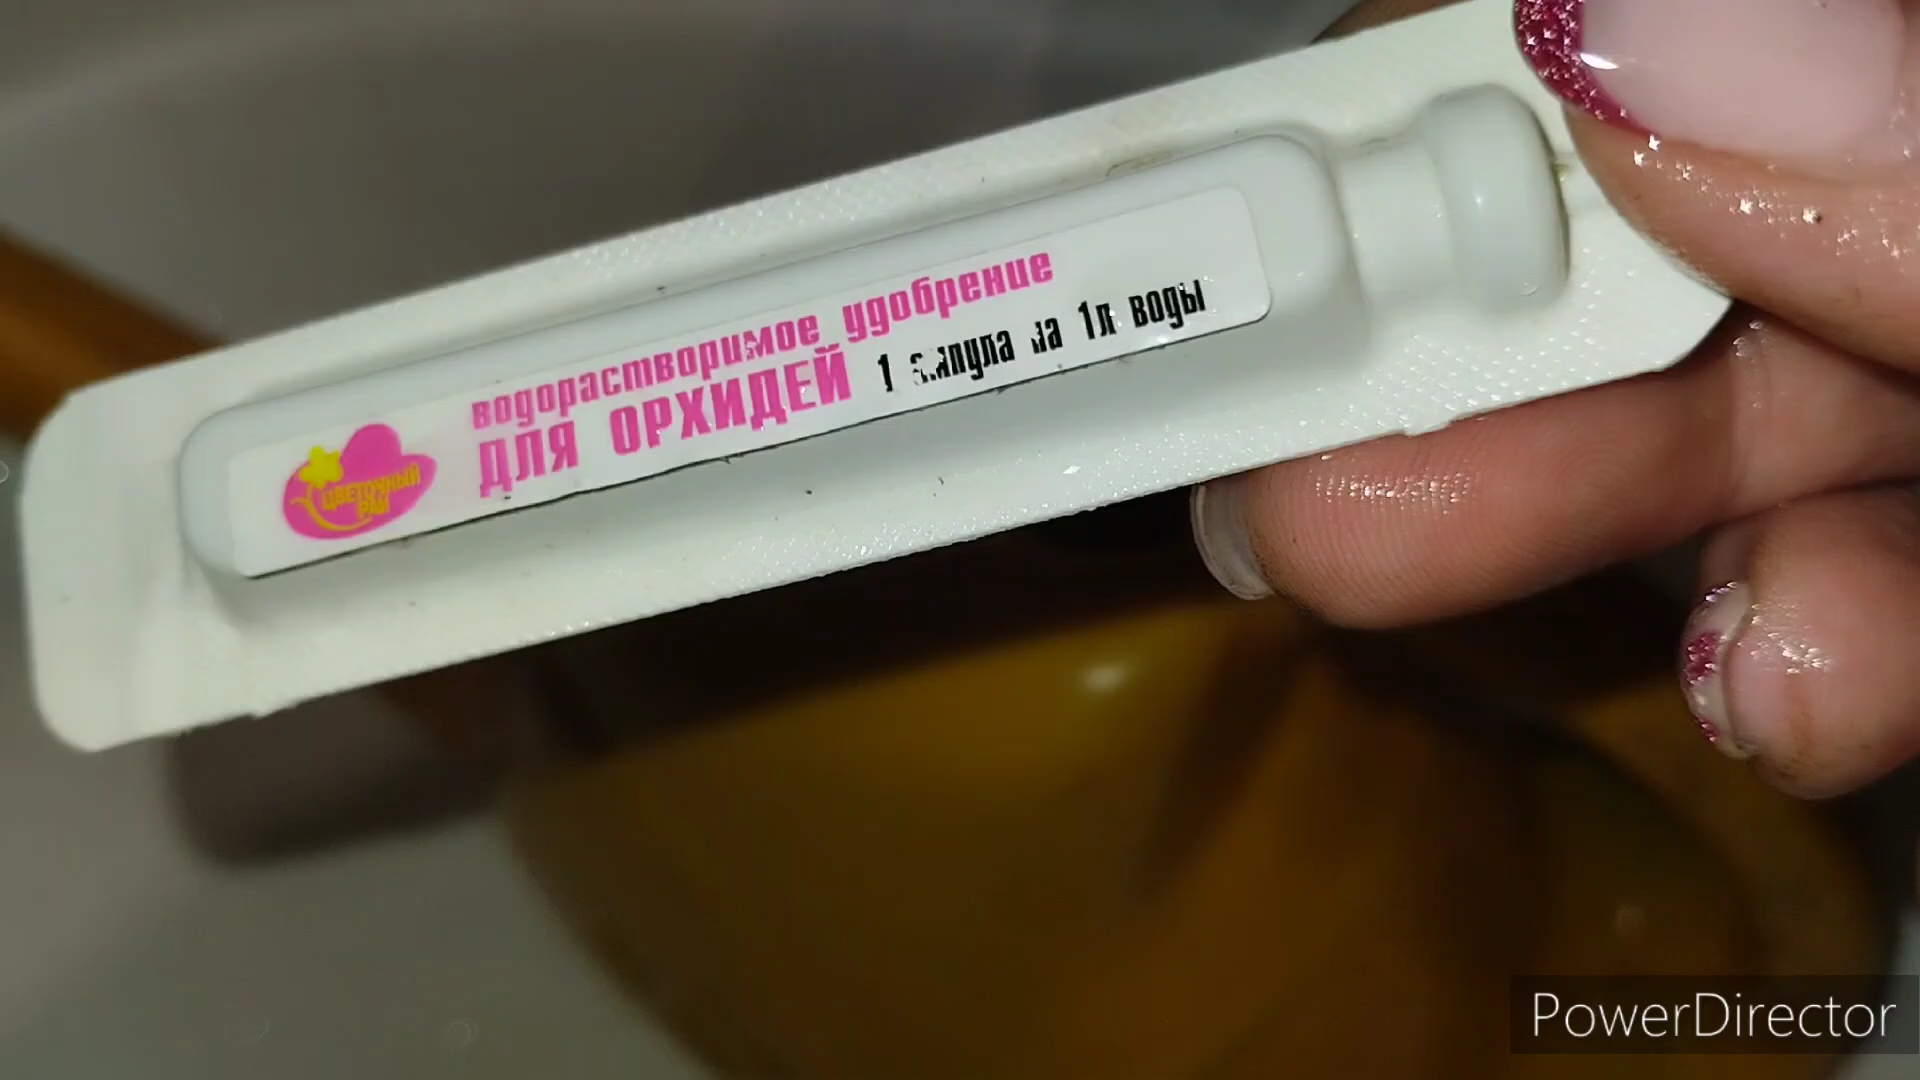 ЦВЕТОЧНЫЙ
РАЙ
водорастворимое удобрение
ДЛЯ ОРХИДЕЙ
1 ампула на 1л воды
PowerDirector